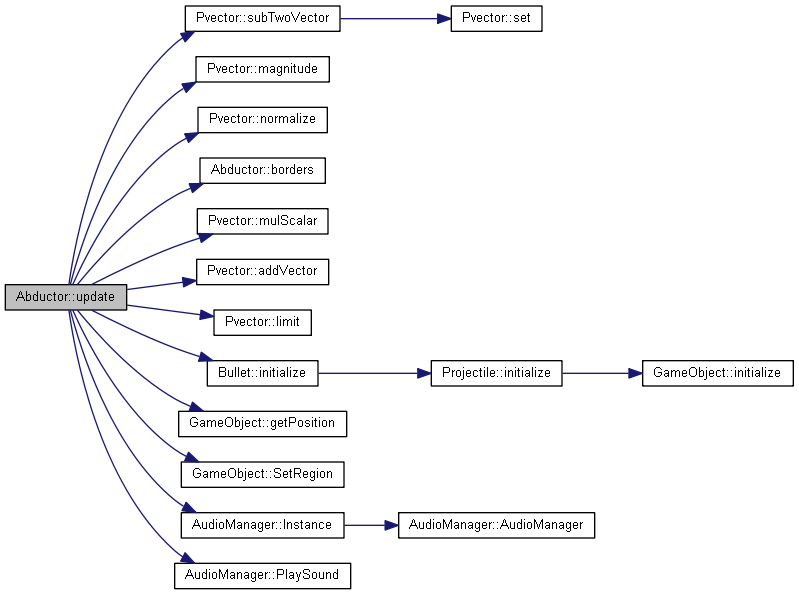 Pvector::subTwoVector
Pvector::set
Pvector::magnitude
Pvector::normalize
Abductor::borders
Pvector::mulScalar
Pvector::addVector
Abductor::update
Pvector::limit
Bullet::initialize
Projectile::initialize
GameObject::initialize
GameObject::getPosition
GameObject::SetRegion
AudioManager::Instance
AudioManager::AudioManager
AudioManager::PlaySound